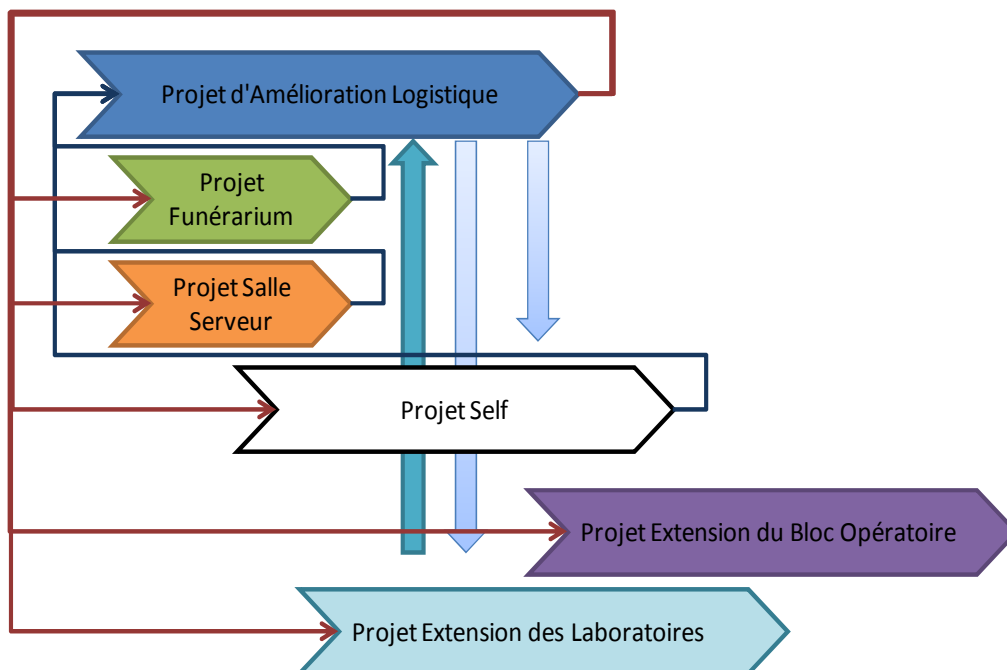 Projet d'Amélioration Logistique
Projet
Funérarium
Projet Salle
Serveur
Projet Self
Projet Extension du Bloc Opératoire
Projet Extension des Laboratoires